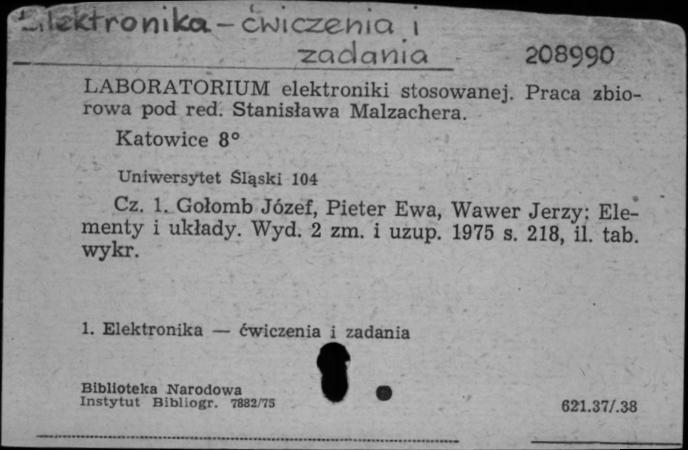 Elektronika - ćwiczenia i
zadania 208990
LABORATORIUM elektroniki stosowanej. Praca zbio-
rowa pod red. Stanisława Malzachera.
Katowice 8°
Uniwersytet Śląski 104
Cz. 1. Gołomb Józef, Pieter Ewa, Wawer Jerzy: Ele-
menty i układy. Wyd. 2 zm. i uzup. 1975 s. 218, il. tab.
wykr.
1. Elektronika — ćwiczenia i zadania
Biblioteka Narodowa
Instytut Bibliogr. 7882/75
621.37/.38